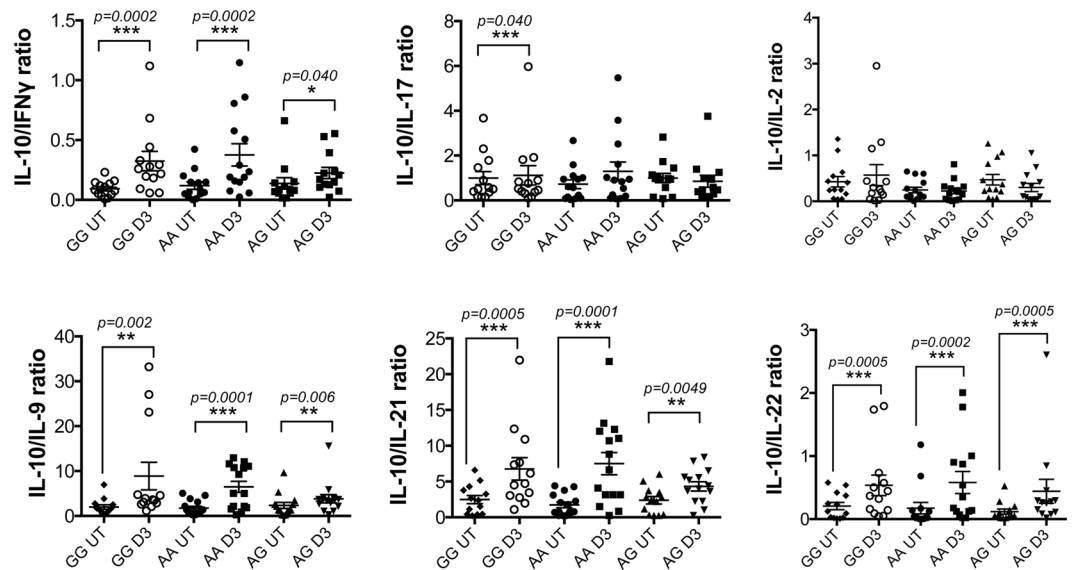 p=0.0002
***
p=0.0002
***
p=0.040
*
IL-10/IFNγ ratio
1.5
1.0
0.5
0.0
GG UT
GG D3
AA UT
AA D3
AG UT
AG D3
p=0.040
***
IL-10/IL-17 ratio
8
6
4
2
0
GG UT
GG D3
AA UT
AA D3
AG UT
AG D3
IL-10/IL-2 ratio
4
3
2
1
0
GG UT
GG D3
AA UT
AA D3
AG UT
AG D3
p=0.002
**
p=0.0001
***
p=0.006
**
IL-10/IL-9 ratio
40
30
20
10
0
GG UT
GG D3
AA UT
AA D3
AG UT
AG D3
p=0.0005
***
p=0.0001
***
p=0.0049
**
IL-10/IL-21 ratio
25
20
15
10
5
0
GG UT
GG D3
AA UT
AA D3
AG UT
AG D3
p=0.0005
***
p=0.0002
***
p=0.0005
***
IL-10/IL-22 ratio
3
2
1
0
GG UT
GG D3
AA UT
AA D3
AG UT
AG D3